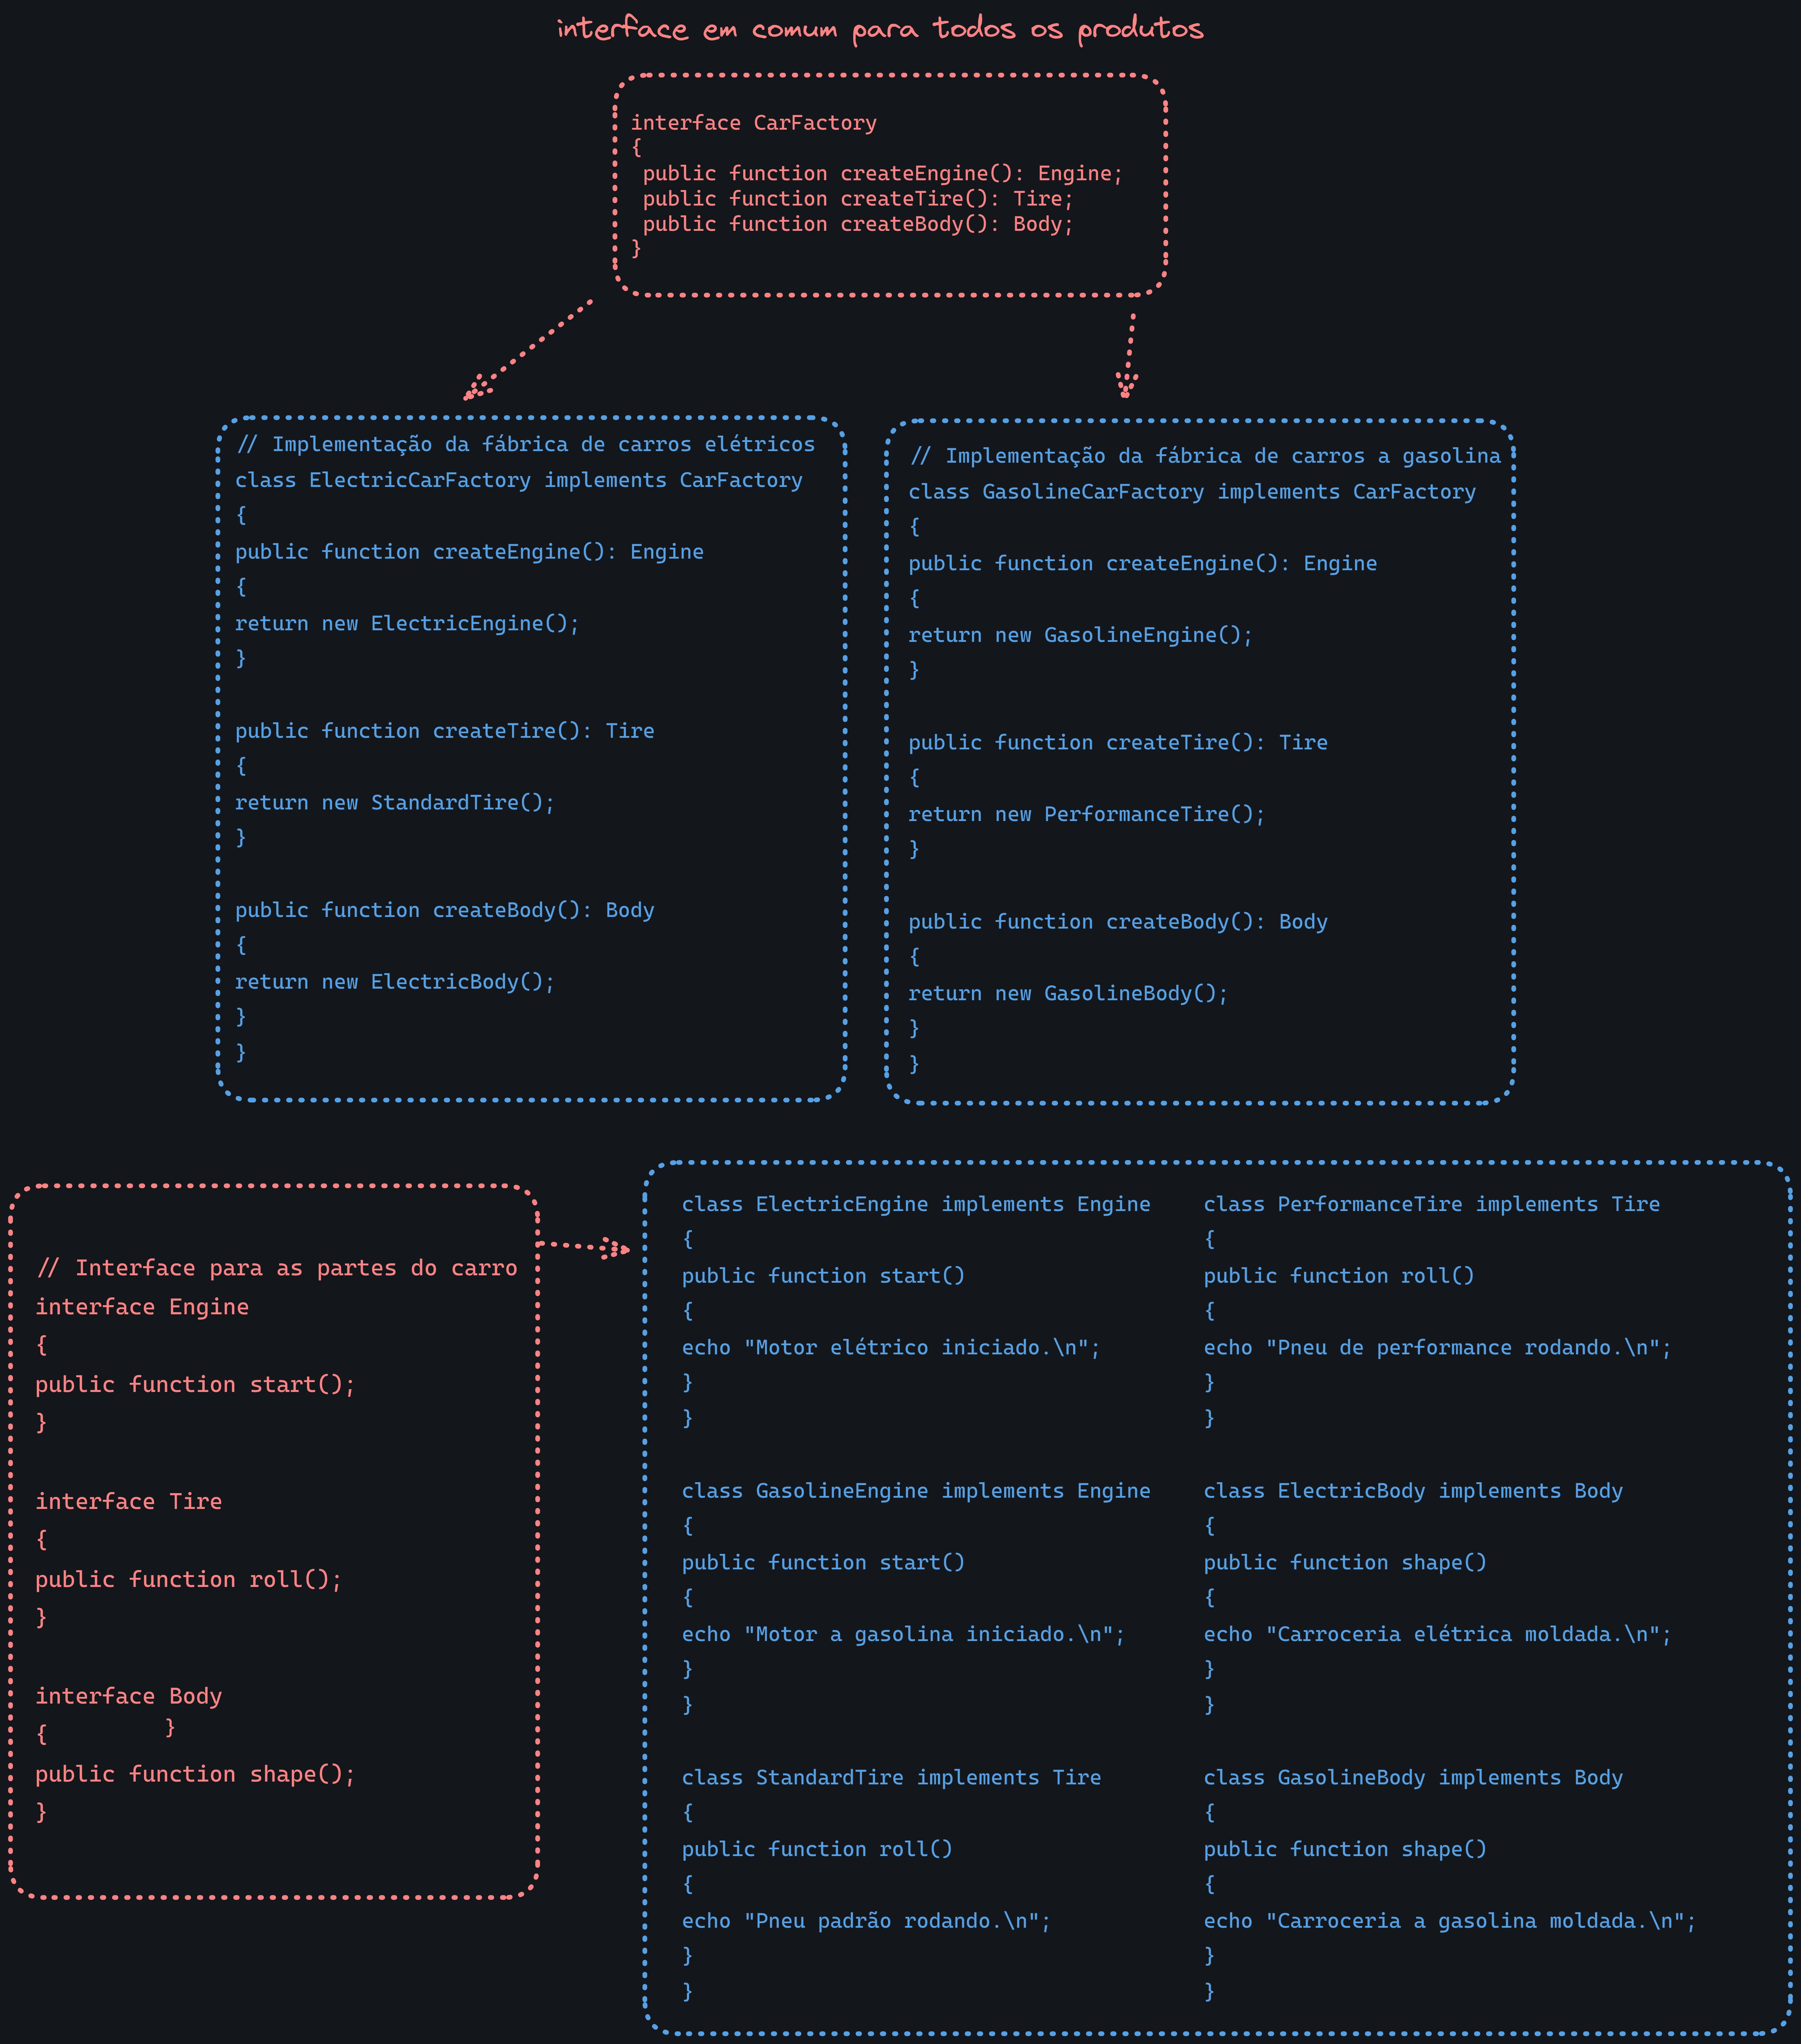 interface em comum para todos os produtos
interface CarFactory
{
public function createEngine(): Engine;
public function createTire(): Tire;
public function createBody(): Body;
}
// Implementação da fábrica de carros elétricos
class ElectricCarFactory implements CarFactory
{
public function createEngine(): Engine
{
return new ElectricEngine();
}
public function createTire(): Tire
{
return new StandardTire();
}
public function createBody(): Body
{
return new ElectricBody();
}
}
// Implementação da fábrica de carros a gasolina
class GasolineCarFactory implements CarFactory
{
public function createEngine(): Engine
{
return new GasolineEngine();
}
public function createTire(): Tire
{
return new PerformanceTire();
}
public function createBody(): Body
{
return new GasolineBody();
}
}
// Interface para as partes do carro
interface Engine
{
public function start();
}
interface Tire
{
public function roll();
}
interface Body
{ }
public function shape();
}
class ElectricEngine implements Engine
{
public function start()
{
echo "Motor elétrico iniciado.\n";
}
}
class GasolineEngine implements Engine
{
public function start()
{
echo "Motor a gasolina iniciado.\n";
}
}
class StandardTire implements Tire
{
public function roll()
{
echo "Pneu padrão rodando.\n";
}
}
class PerformanceTire implements Tire
{
public function roll()
{
echo "Pneu de performance rodando.\n";
}
}
class ElectricBody implements Body
{
public function shape()
{
echo "Carroceria elétrica moldada.\n";
}
}
class GasolineBody implements Body
{
public function shape()
{
echo "Carroceria a gasolina moldada.\n";
}
}